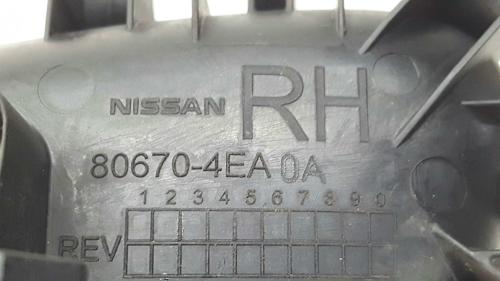 NISSAN RH
80670-4EA 0A
1 2 3 4 5 6 7 8 9 0
REV